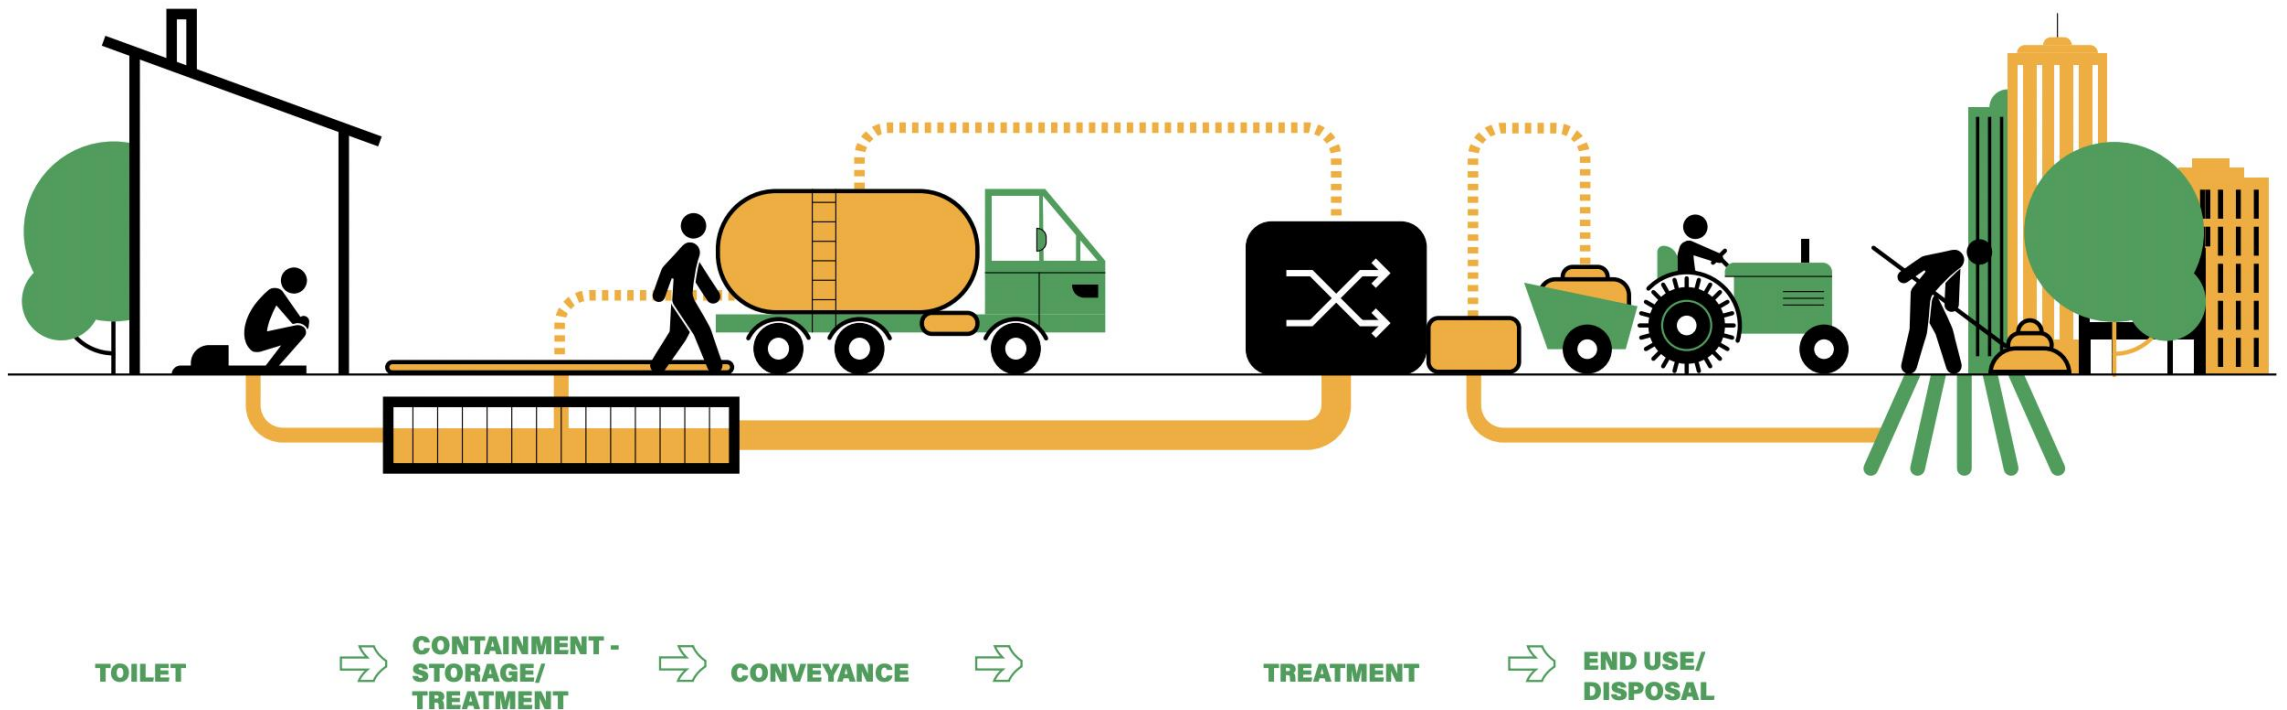 TOILET
CONTAINMENT -
STORAGE/
TREATMENT
CONVEYANCE
TREATMENT
END USE/
DISPOSAL